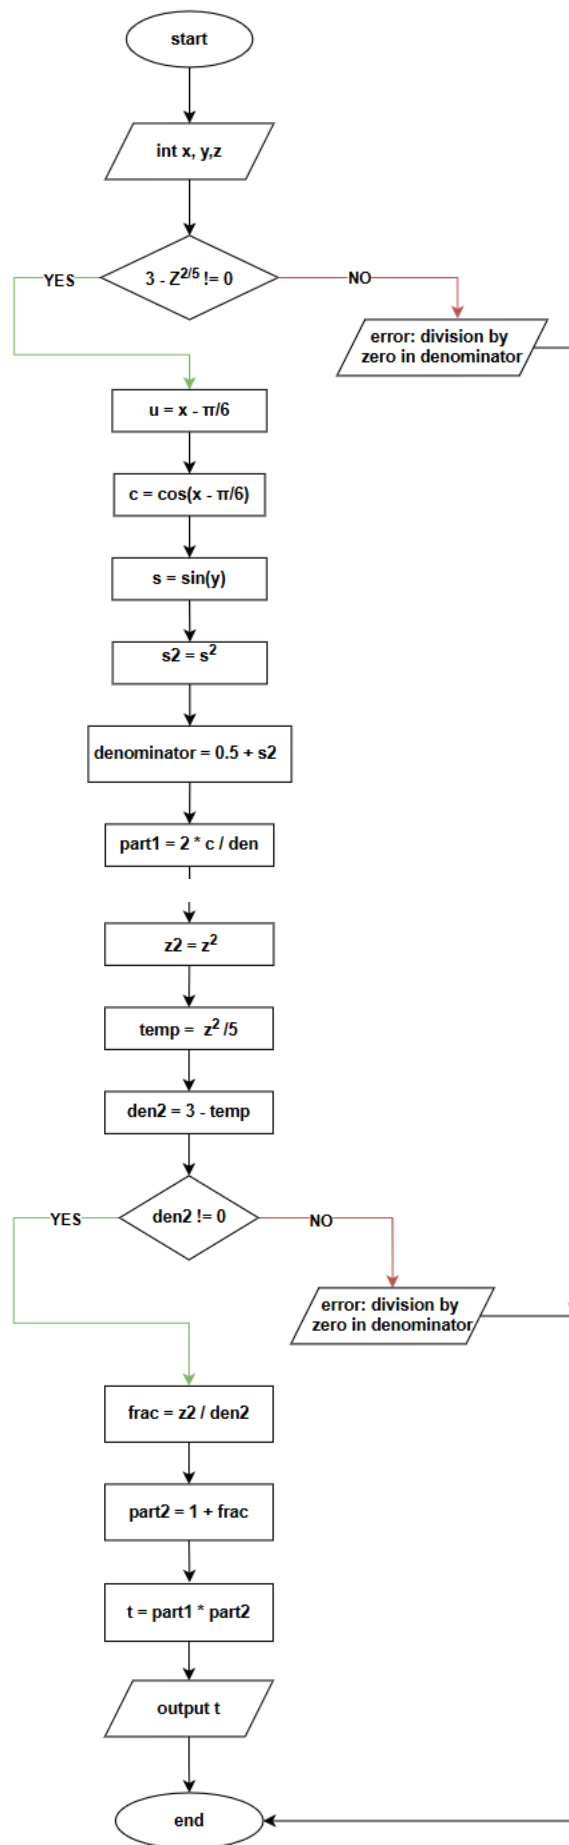 start
int x, y,z
3 - Z^2/5 != 0
YES
NO
error: division by
zero in denominator
u = x - π/6
c = cos(x - π/6)
s = sin(y)
s2 = s²
denominator = 0.5 + s2
part1 = 2 * c / den
z2 = z²
temp = z² /5
den2 = 3 - temp
den2 != 0
YES
NO
error: division by
zero in denominator
frac = z2 / den2
part2 = 1 + frac
t = part1 * part2
output t
end